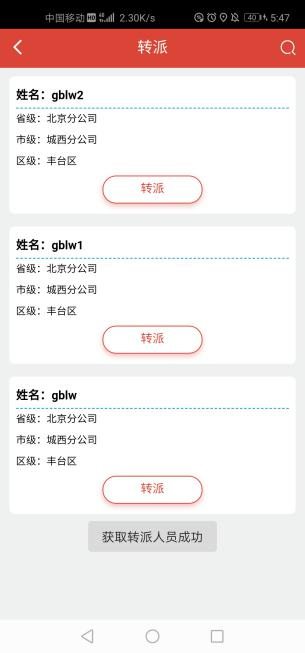 中国移动 HD 4G 2.30K/s 40 5:47
转派
姓名：gblw2
省级：北京分公司
市级：城西分公司
区级：丰台区
转派
姓名：gblw1
省级：北京分公司
市级：城西分公司
区级：丰台区
转派
姓名：gblw
省级：北京分公司
市级：城西分公司
区级：丰台区
转派
获取转派人员成功